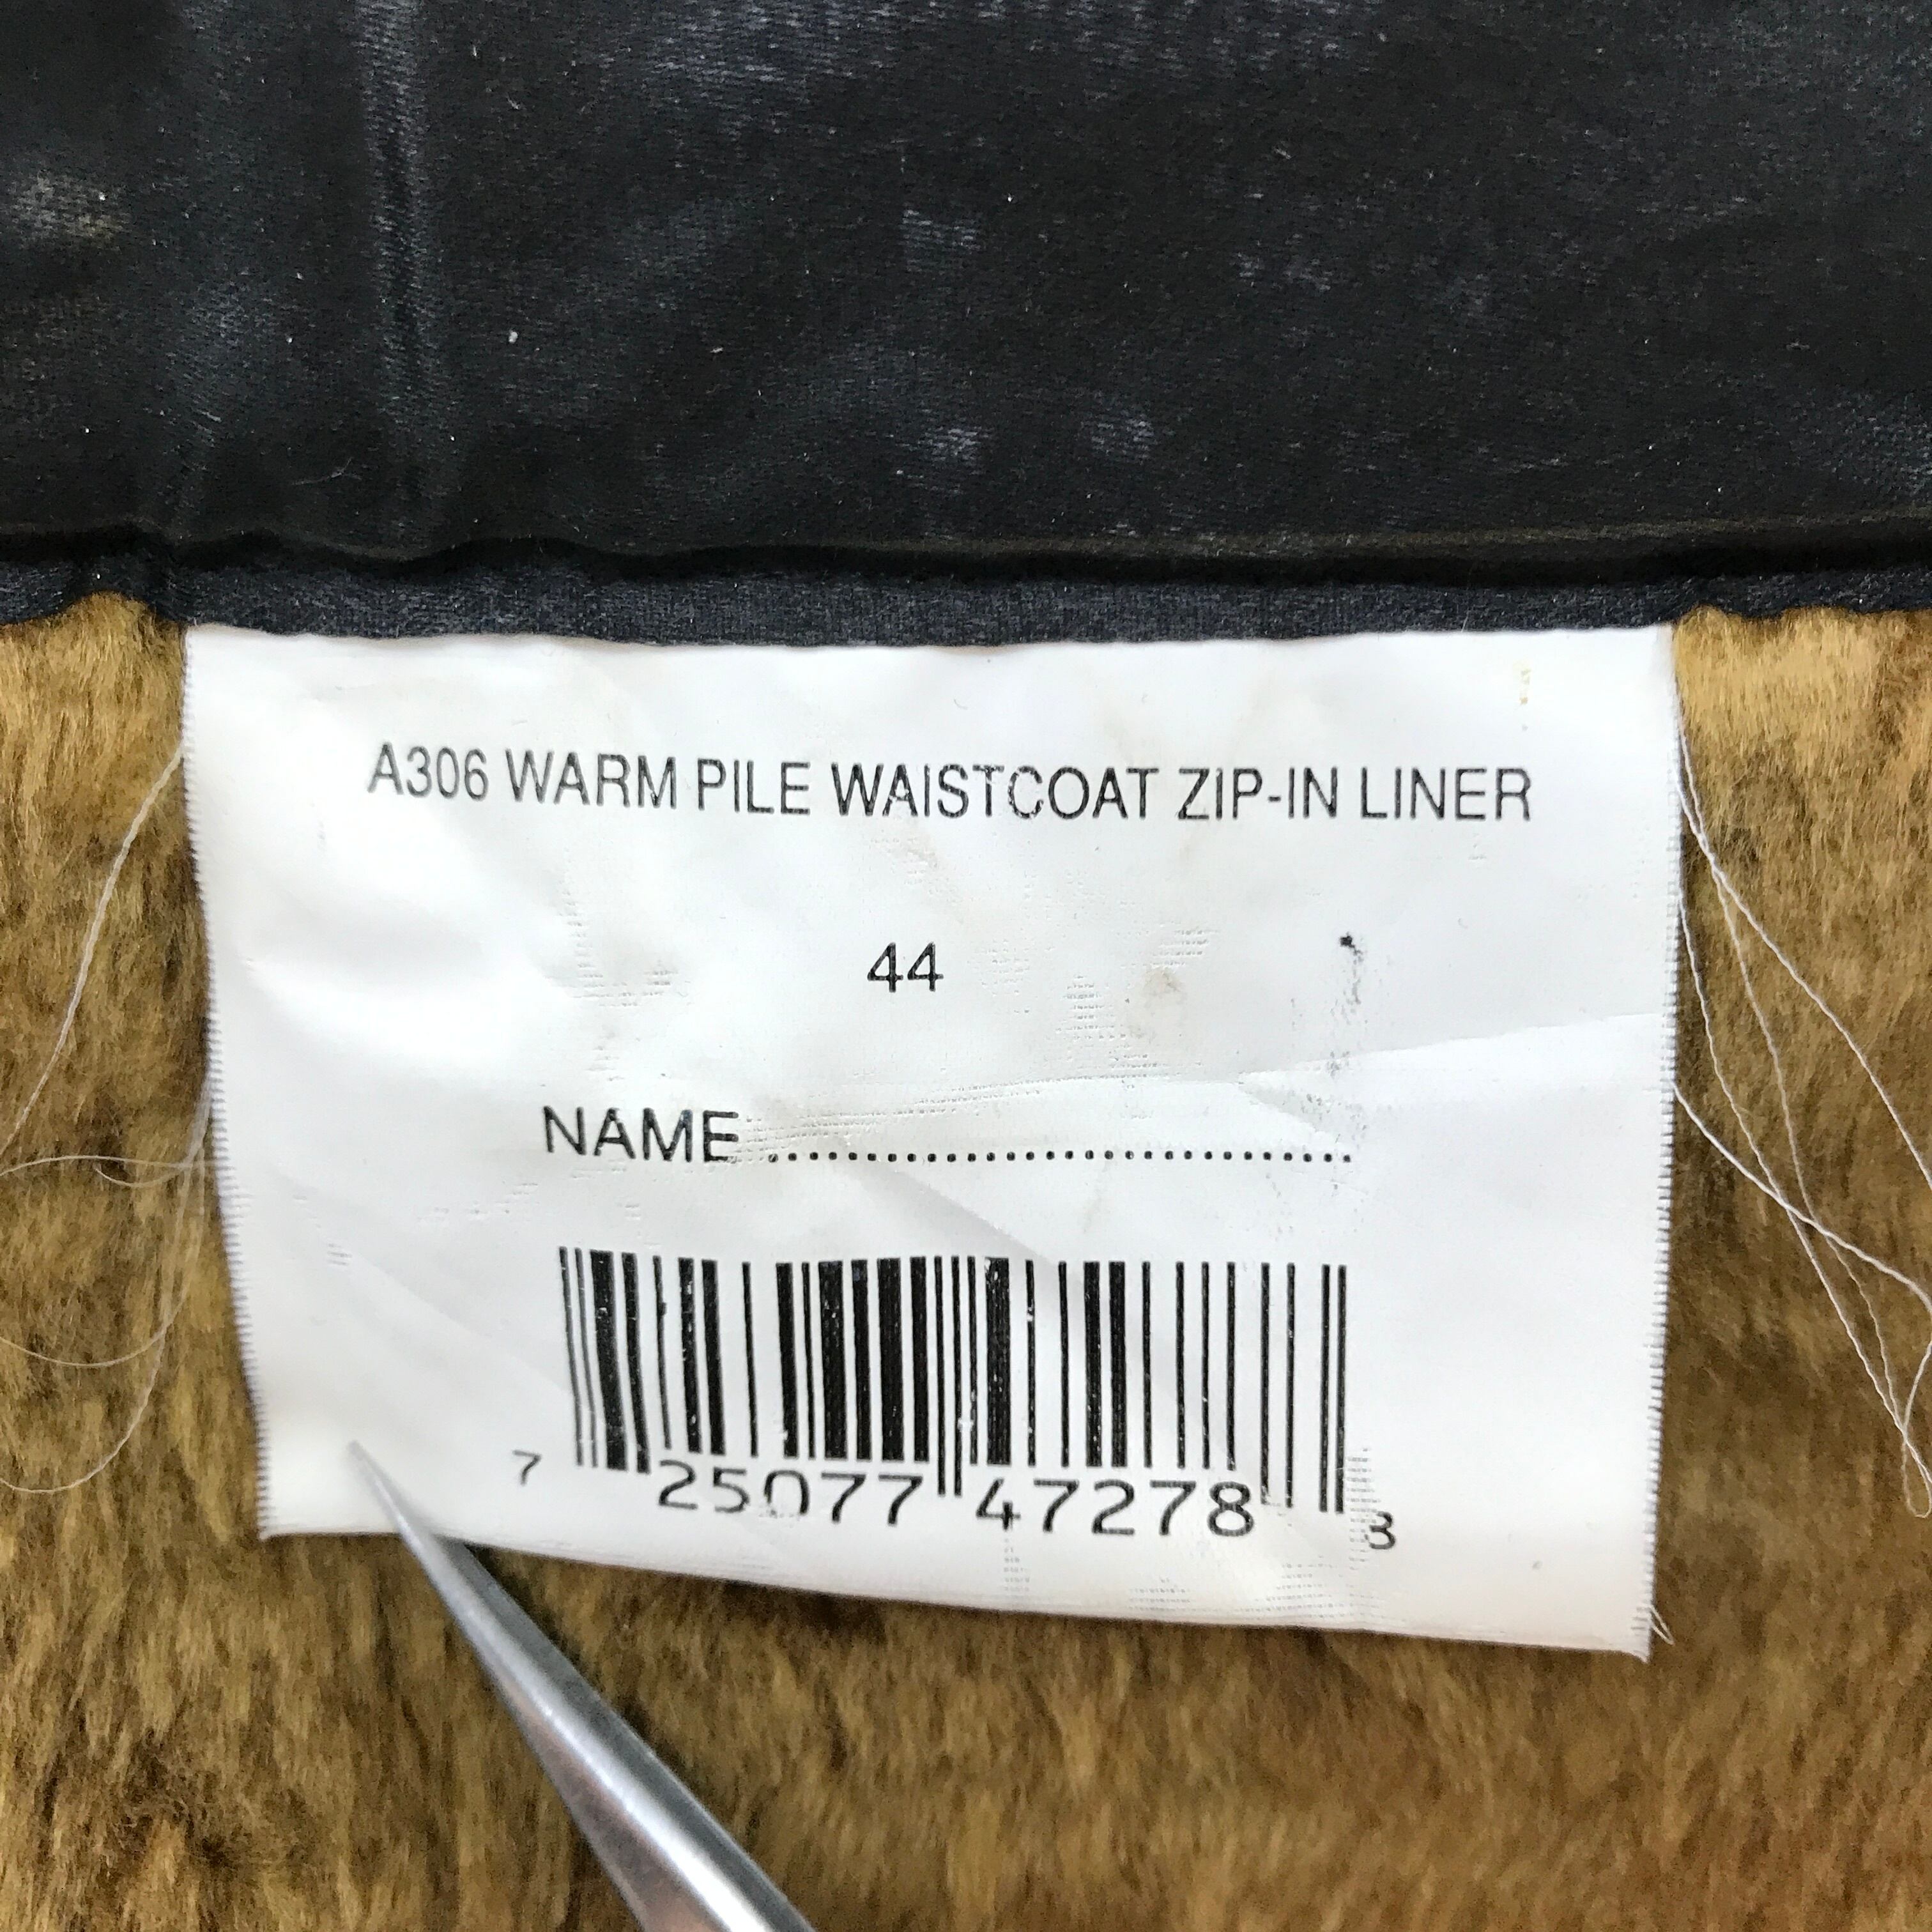 A306 WARM PILE WAISTCOAT ZIP-IN LINER
44
NAME ..............................
7 25077 47278 3